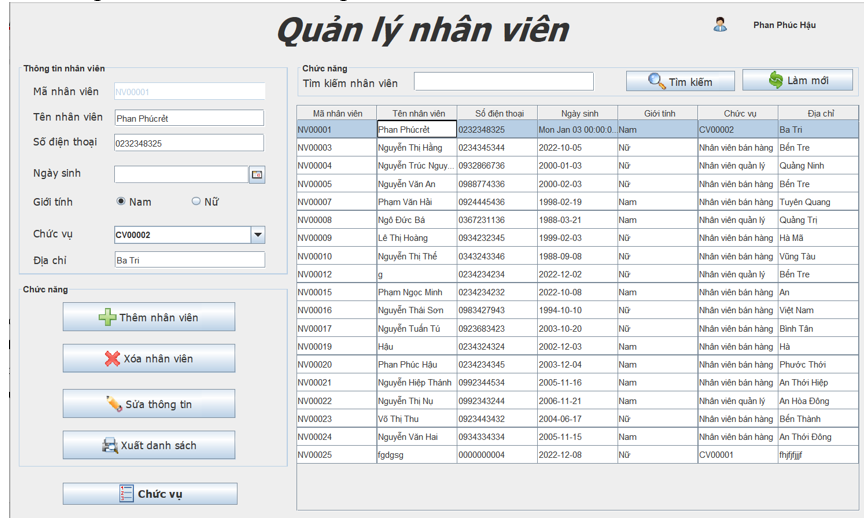 Quản lý nhân viên
Phan Phúc Hậu
Thông tin nhân viên
Mã nhân viên NV00001
Tên nhân viên Phan Phúcrết
Số điện thoại 0232348325
Ngày sinh
Giới tính Nam Nữ
Chức vụ CV00002
Địa chỉ Ba Tri
Chức năng
Thêm nhân viên
Xóa nhân viên
Sửa thông tin
Xuất danh sách
Chức vụ
Chức năng
Tìm kiếm nhân viên Tìm kiếm Làm mới
Mã nhân viên Tên nhân viên Số điện thoại Ngày sinh Giới tính Chức vụ Địa chỉ
NV00001 Phan Phúcrết 0232348325 Mon Jan 03 00:00:0... Nam CV00002 Ba Tri
NV00003 Nguyễn Thị Hằng 0234345344 2022-10-05 Nữ Nhân viên bán hàng Bến Tre
NV00004 Nguyễn Trúc Nguy... 0932866736 2000-01-03 Nữ Nhân viên quản lý Quảng Ninh
NV00005 Nguyễn Văn An 0988774336 2000-02-03 Nữ Nhân viên bán hàng Bến Tre
NV00007 Phạm Văn Hải 0924445436 1998-02-19 Nam Nhân viên bán hàng Tuyên Quang
NV00008 Ngô Đức Bá 0367231136 1988-03-21 Nam Nhân viên quản lý Quảng Trị
NV00009 Lê Thị Hoàng 0934232345 1999-02-03 Nữ Nhân viên bán hàng Hà Mã
NV00010 Nguyễn Thị Thế 0343243346 1988-09-08 Nữ Nhân viên bán hàng Vũng Tàu
NV00012 g 0234234234 2022-12-02 Nữ Nhân viên quản lý Bến Tre
NV00015 Phạm Ngọc Minh 0234234232 2022-10-08 Nam Nhân viên bán hàng An
NV00016 Nguyễn Thái Sơn 0983427943 1994-10-10 Nữ Nhân viên bán hàng Việt Nam
NV00017 Nguyễn Tuấn Tú 0923683423 2003-10-20 Nữ Nhân viên bán hàng Bình Tân
NV00019 Hậu 0234324324 2002-12-03 Nam Nhân viên bán hàng Hà
NV00020 Phan Phúc Hậu 0234234345 2003-12-04 Nam Nhân viên bán hàng Phước Thới
NV00021 Nguyễn Hiệp Thánh 0992344534 2005-11-16 Nam Nhân viên bán hàng An Thới Hiệp
NV00022 Nguyễn Thị Nụ 0992343244 2006-11-21 Nam Nhân viên quản lý An Hòa Đông
NV00023 Võ Thị Thu 0923443432 2004-06-17 Nữ Nhân viên bán hàng Bến Thành
NV00024 Nguyễn Văn Hai 0934334334 2005-11-15 Nam Nhân viên bán hàng An Thới Đông
NV00025 fgdgsg 0000000004 2022-12-08 Nữ CV00001